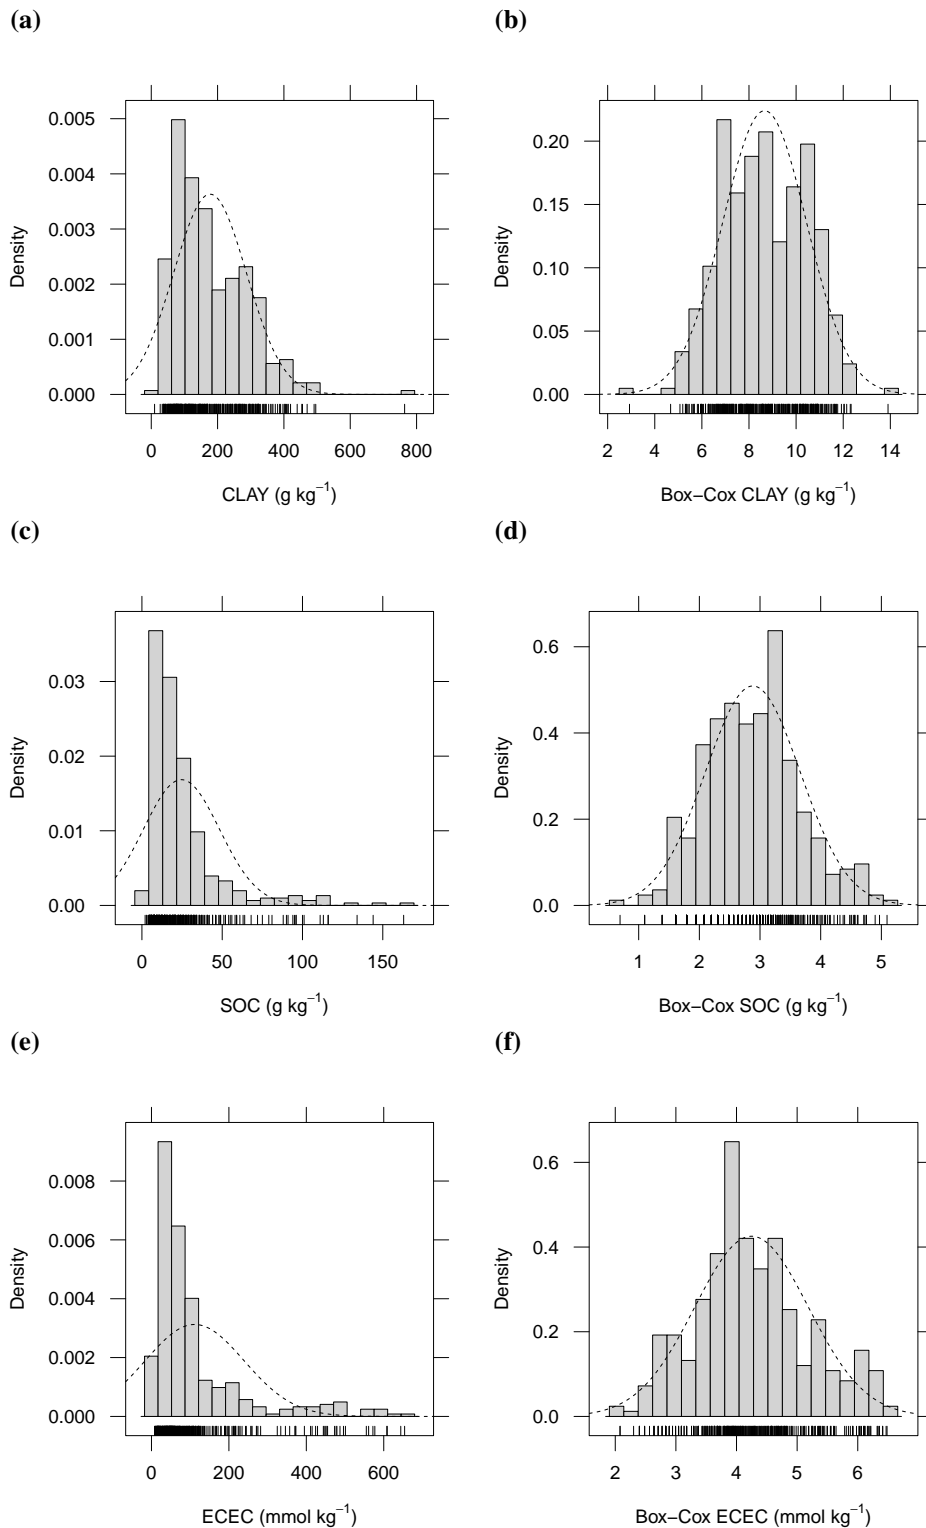 (a)
(b)
0.005
0.004
0.003
0.002
0.001
0.000
Density
0 200 400 600 800
CLAY (g kg⁻¹)
0.20
0.15
0.10
0.05
0.00
Density
2 4 6 8 10 12 14
Box−Cox CLAY (g kg⁻¹)
(c)
(d)
0.03
0.02
0.01
0.00
Density
0 50 100 150
SOC (g kg⁻¹)
0.6
0.4
0.2
0.0
Density
1 2 3 4 5
Box−Cox SOC (g kg⁻¹)
(e)
(f)
0.008
0.006
0.004
0.002
0.000
Density
0 200 400 600
ECEC (mmol kg⁻¹)
0.6
0.4
0.2
0.0
Density
2 3 4 5 6
Box−Cox ECEC (mmol kg⁻¹)